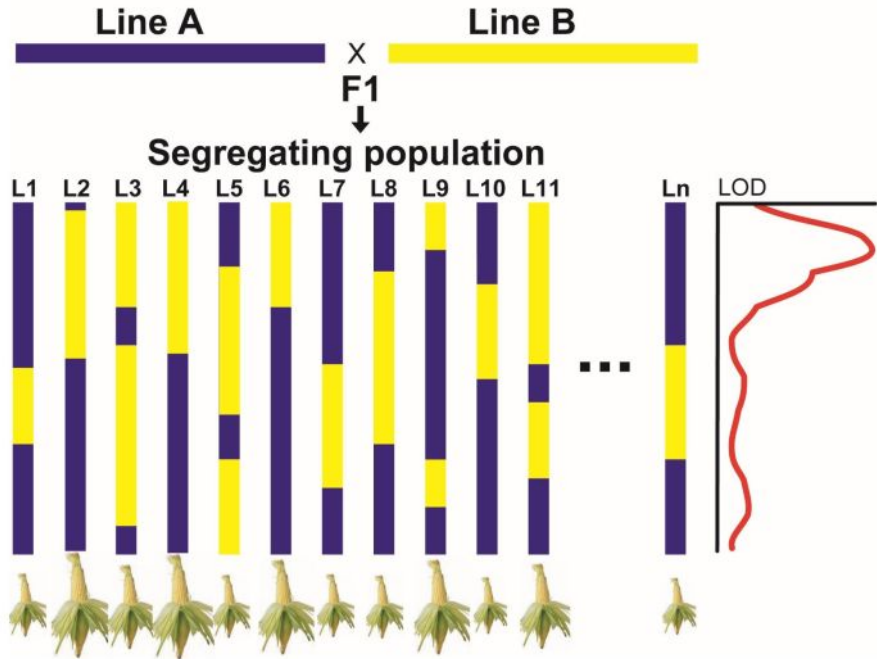 Line A Line B
X
F1
Segregating population
L1 L2 L3 L4 L5 L6 L7 L8 L9 L10 L11 Ln LOD